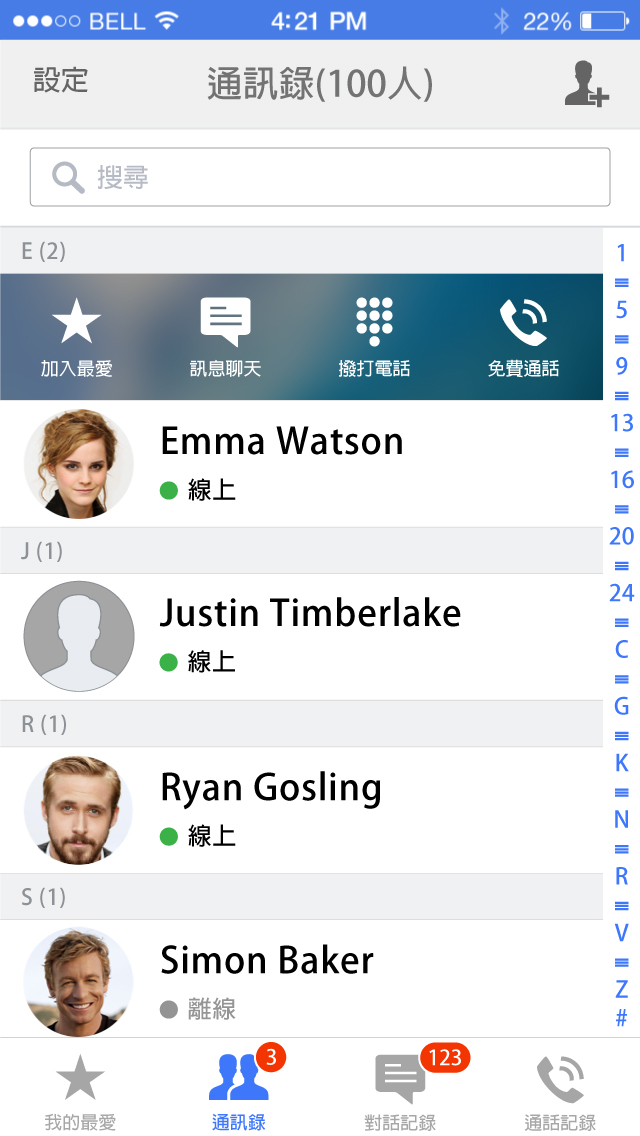 BELL 4:21 PM 22%
設定 通訊錄(100人)
搜尋
E (2)
加入最愛 訊息聊天 撥打電話 免費通話
Emma Watson
線上
J (1)
Justin Timberlake
線上
R (1)
Ryan Gosling
線上
S (1)
Simon Baker
離線
1
5
9
13
16
20
24
C
G
K
N
R
V
Z
#
3 123
我的最愛 通訊錄 對話記錄 通話記錄